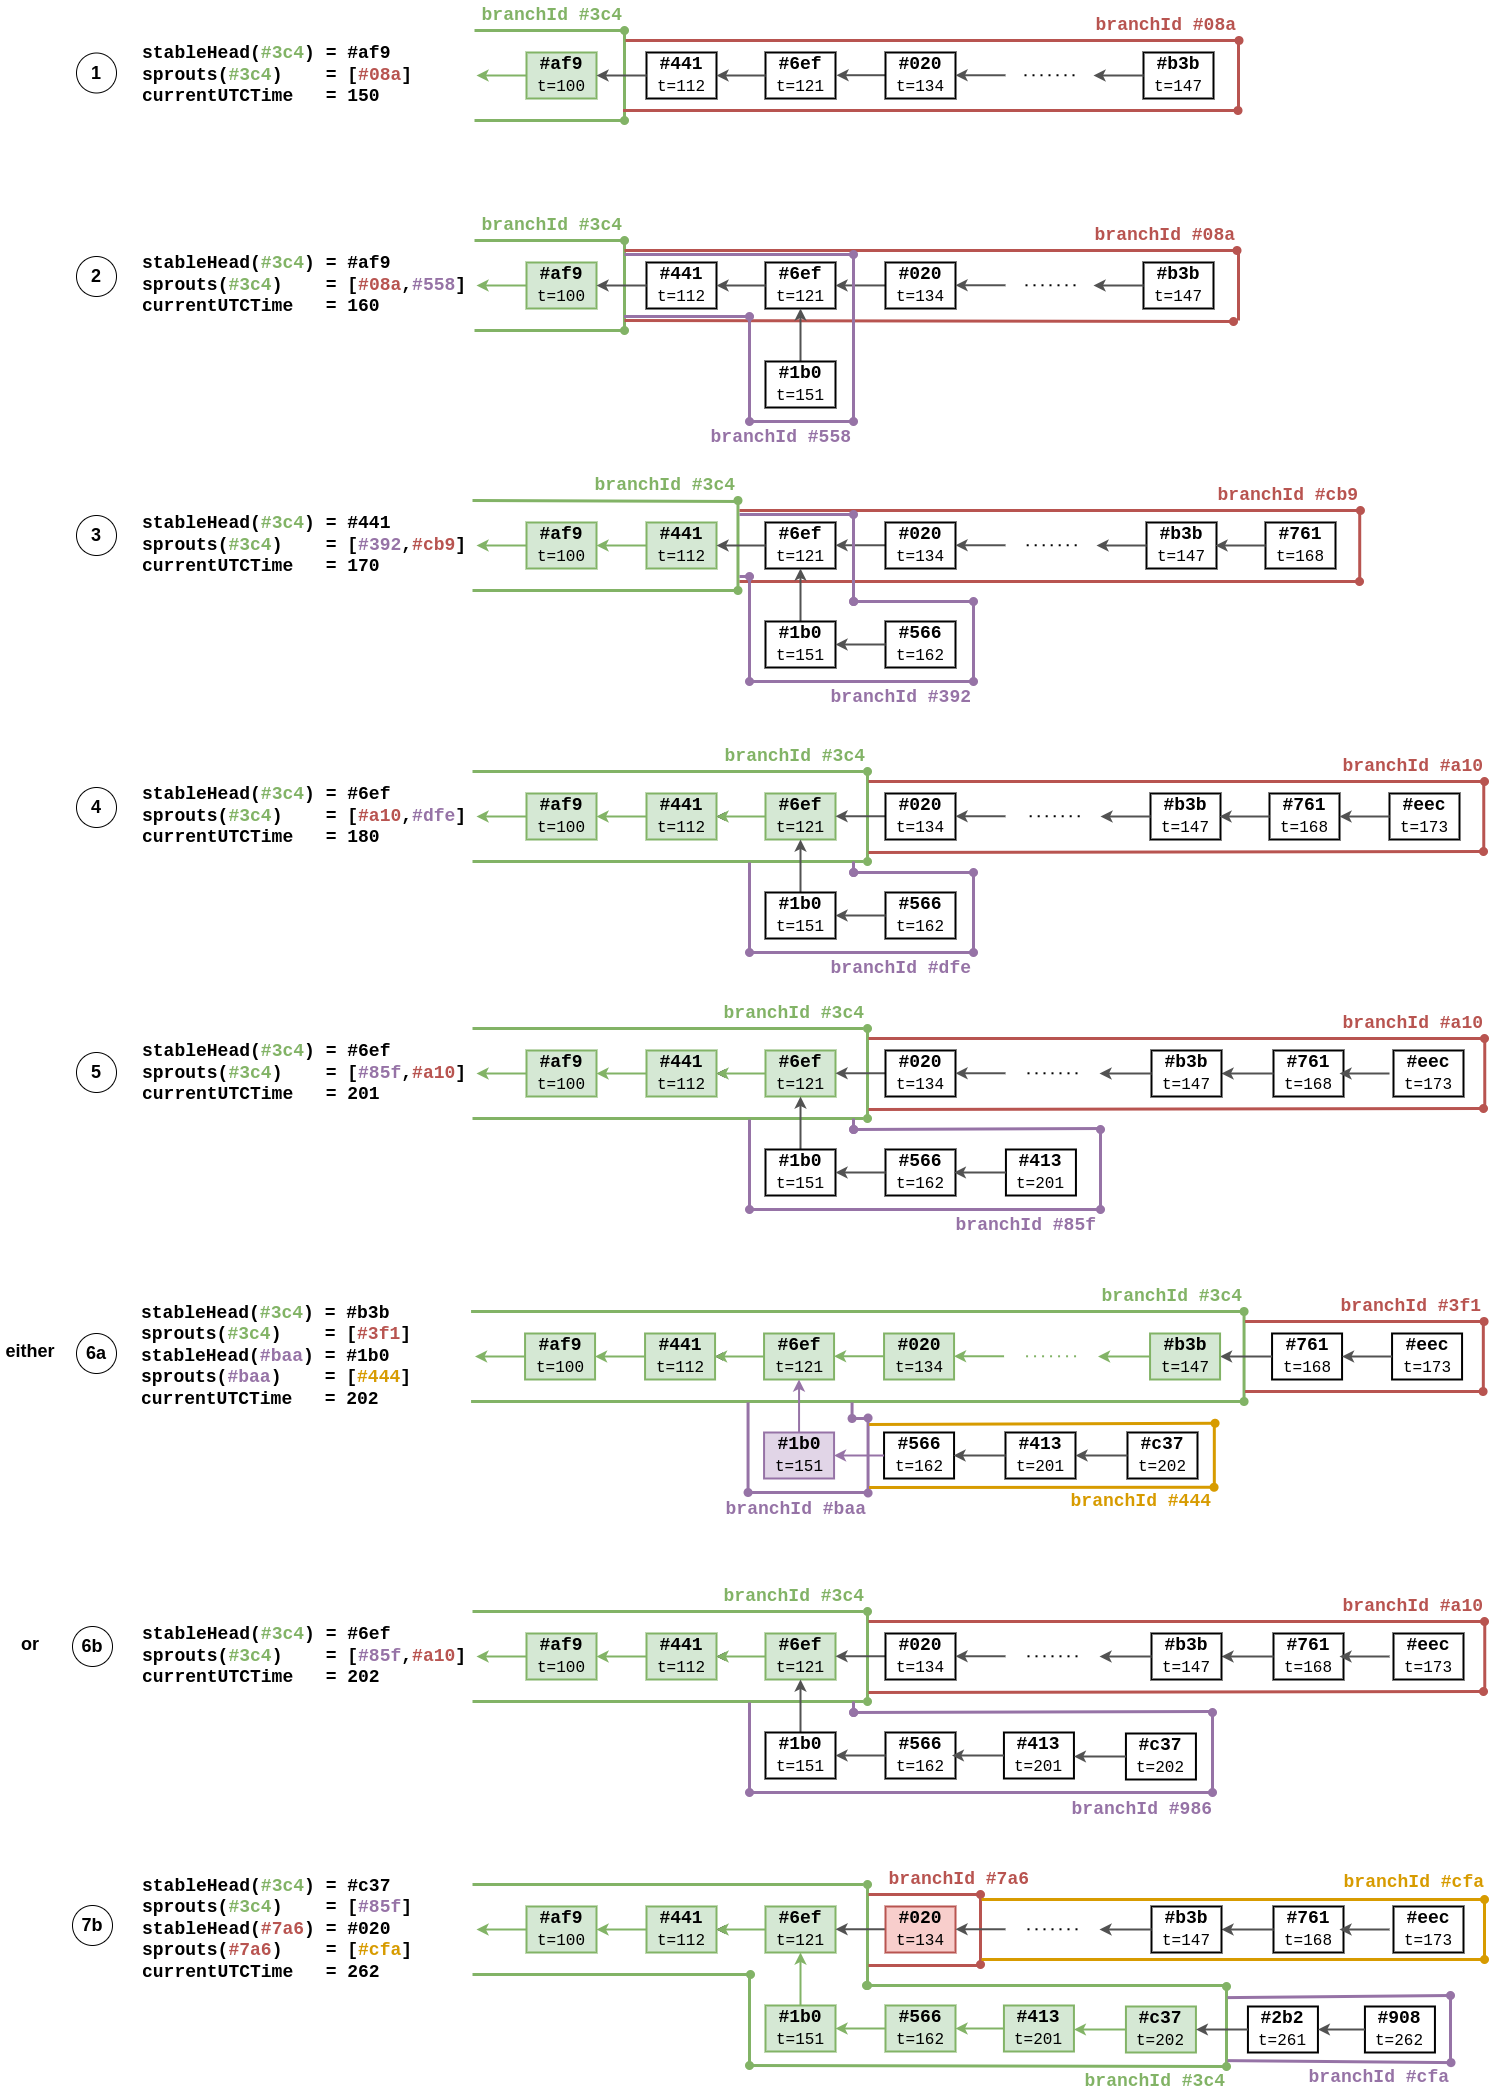 branchId #3c4
branchId #08a
1
stableHead(#3c4) = #af9
sprouts(#3c4) = [#08a]
currentUTCTime = 150
#af9 #441 #6ef #020 ....... #b3b
t=100 t=112 t=121 t=134 t=147
branchId #3c4
branchId #08a
2
stableHead(#3c4) = #af9
sprouts(#3c4) = [#08a,#558]
currentUTCTime = 160
#af9 #441 #6ef #020 ....... #b3b
t=100 t=112 t=121 t=134 t=147
#1b0
t=151
branchId #558
branchId #3c4
branchId #cb9
3
stableHead(#3c4) = #441
sprouts(#3c4) = [#392,#cb9]
currentUTCTime = 170
#af9 #441 #6ef #020 ....... #b3b #761
t=100 t=112 t=121 t=134 t=147 t=168
#1b0 #566
t=151 t=162
branchId #392
branchId #3c4
branchId #a10
4
stableHead(#3c4) = #6ef
sprouts(#3c4) = [#a10,#dfe]
currentUTCTime = 180
#af9 #441 #6ef #020 ....... #b3b #761 #eec
t=100 t=112 t=121 t=134 t=147 t=168 t=173
#1b0 #566
t=151 t=162
branchId #dfe
branchId #3c4
branchId #a10
5
stableHead(#3c4) = #6ef
sprouts(#3c4) = [#85f,#a10]
currentUTCTime = 201
#af9 #441 #6ef #020 ....... #b3b #761 #eec
t=100 t=112 t=121 t=134 t=147 t=168 t=173
#1b0 #566 #413
t=151 t=162 t=201
branchId #85f
branchId #3c4
branchId #3f1
either
6a
stableHead(#3c4) = #b3b
sprouts(#3c4) = [#3f1]
stableHead(#baa) = #1b0
sprouts(#baa) = [#444]
currentUTCTime = 202
#af9 #441 #6ef #020 ....... #b3b #761 #eec
t=100 t=112 t=121 t=134 t=147 t=168 t=173
#1b0 #566 #413 #c37
t=151 t=162 t=201 t=202
branchId #444
branchId #baa
branchId #3c4
branchId #a10
or
6b
stableHead(#3c4) = #6ef
sprouts(#3c4) = [#85f,#a10]
currentUTCTime = 202
#af9 #441 #6ef #020 ....... #b3b #761 #eec
t=100 t=112 t=121 t=134 t=147 t=168 t=173
#1b0 #566 #413 #c37
t=151 t=162 t=201 t=202
branchId #986
branchId #7a6
branchId #cfa
7b
stableHead(#3c4) = #c37
sprouts(#3c4) = [#85f]
stableHead(#7a6) = #020
sprouts(#7a6) = [#cfa]
currentUTCTime = 262
#af9 #441 #6ef #020 ....... #b3b #761 #eec
t=100 t=112 t=121 t=134 t=147 t=168 t=173
#1b0 #566 #413 #c37 #2b2 #908
t=151 t=162 t=201 t=202 t=261 t=262
branchId #3c4
branchId #cfa